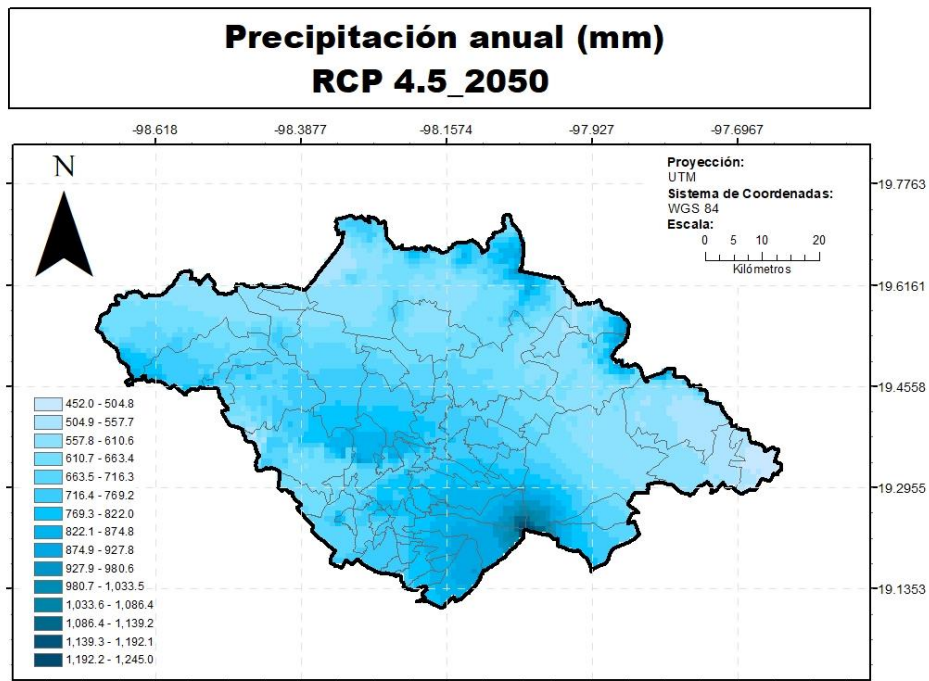 Precipitación anual (mm)
RCP 4.5_2050
-98.618 -98.3877 -98.1574 -97.927 -97.6967
N
Proyección:
UTM
Sistema de Coordenadas:
WGS 84
Escala:
0 5 10 20
Kilómetros
19.7763
19.6161
19.4558
19.2955
19.1353
452.0 - 504.8
504.9 - 557.7
557.8 - 610.6
610.7 - 663.4
663.5 - 716.3
716.4 - 769.2
769.3 - 822.0
822.1 - 874.8
874.9 - 927.8
927.9 - 980.6
980.7 - 1,033.5
1,033.6 - 1,086.4
1,086.4 - 1,139.2
1,139.3 - 1,192.1
1,192.2 - 1,245.0